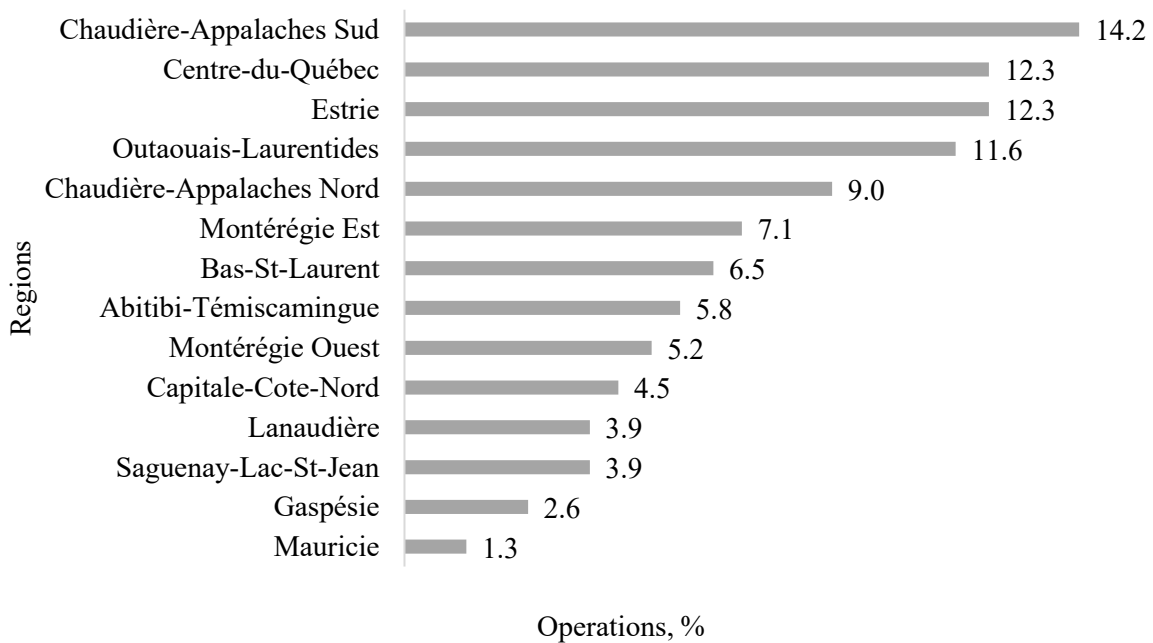 Regions
Chaudière-Appalaches Sud 14.2
Centre-du-Québec 12.3
Estrie 12.3
Outaouais-Laurentides 11.6
Chaudière-Appalaches Nord 9.0
Montérégie Est 7.1
Bas-St-Laurent 6.5
Abitibi-Témiscamingue 5.8
Montérégie Ouest 5.2
Capitale-Cote-Nord 4.5
Lanaudière 3.9
Saguenay-Lac-St-Jean 3.9
Gaspésie 2.6
Mauricie 1.3
Operations, %